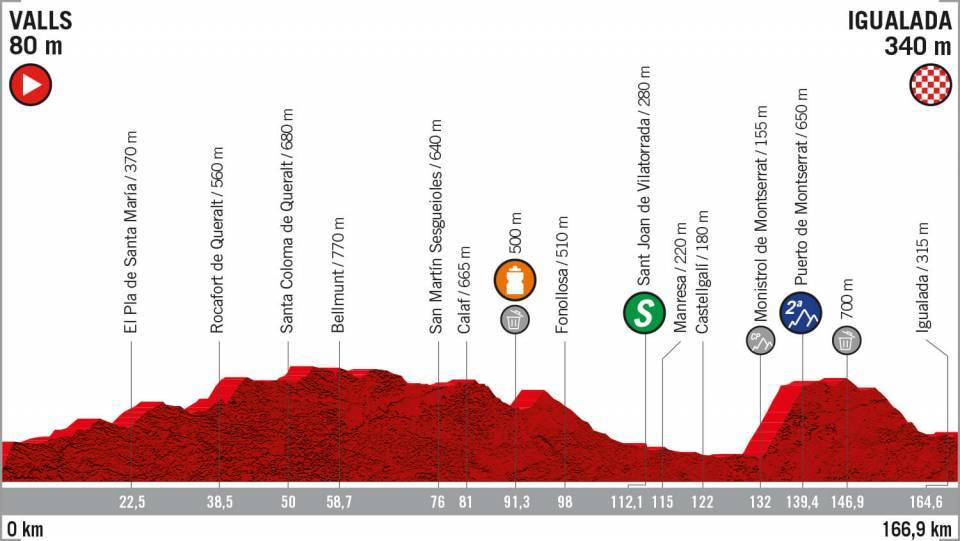 VALLS
80 m
IGUALADA
340 m
El Pla de Santa María / 370 m
Rocafort de Queralt / 560 m
Santa Coloma de Queralt / 680 m
Bellmunt / 770 m
San Martín Sesgueioles / 640 m
Calaf / 665 m
500 m
Fonollosa / 510 m
Sant Joan de Vilatorrada / 280 m
S
Manresa / 220 m
Castellgalí / 180 m
Monistrol de Montserrat / 155 m
CP
Puerto de Montserrat / 650 m
2ª
700 m
Igualada / 315 m
22,5 38,5 50 58,7 76 81 91,3 98 112,1 115 122 132 139,4 146,9 164,6
0 km 166,9 km